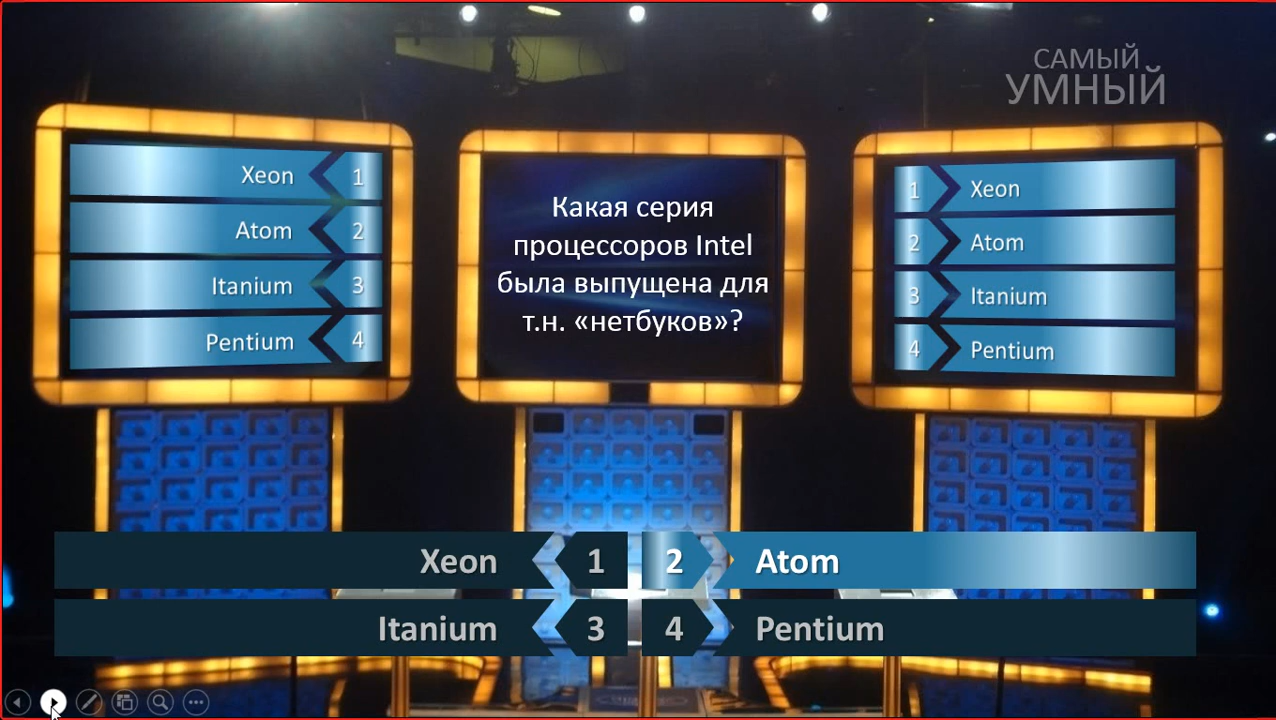 САМЫЙ
УМНЫЙ
Xeon 1
Atom 2
Itanium 3
Pentium 4
Какая серия
процессоров Intel
была выпущена для
т.н. «нетбуков»?
1 Xeon
2 Atom
3 Itanium
4 Pentium
Xeon 1 2 Atom
Itanium 3 4 Pentium